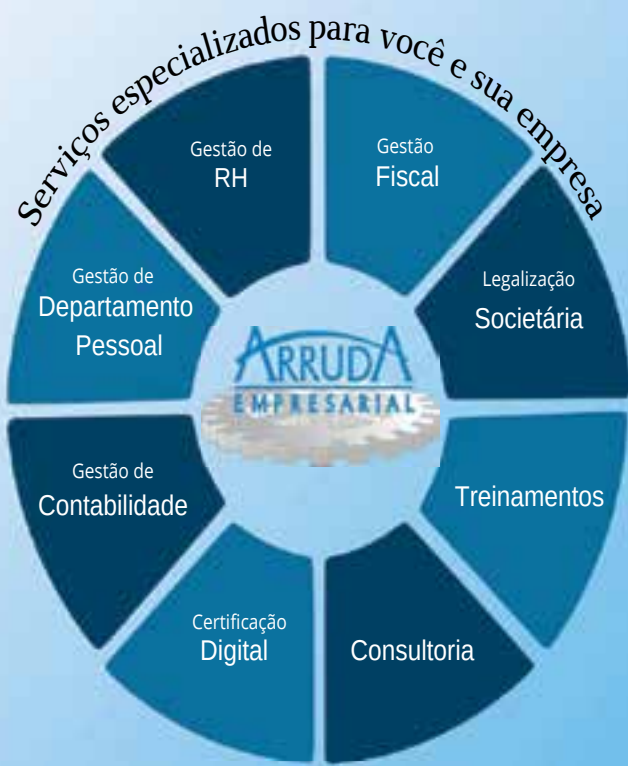 Serviços especializados para você e sua empresa
Gestão de
RH
Gestão
Fiscal
Gestão de
Departamento
Pessoal
Legalização
Societária
ARRUDA
EMPRESARIAL
Gestão de
Contabilidade
Treinamentos
Certificação
Digital
Consultoria